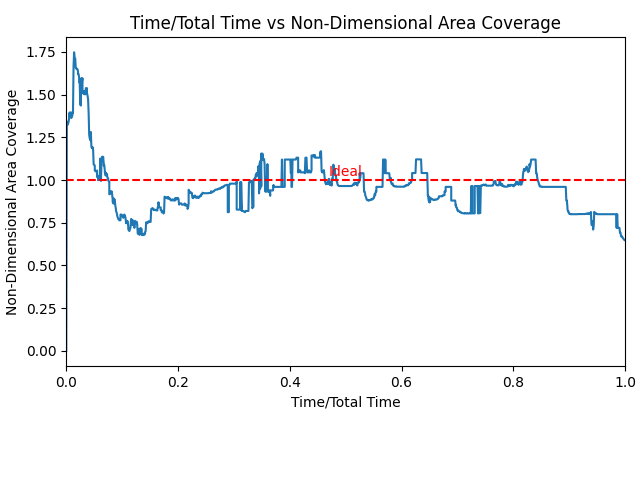 Time/Total Time vs Non-Dimensional Area Coverage
1.75
1.50
1.25
1.00
0.75
0.50
0.25
0.00
Non-Dimensional Area Coverage
Ideal
0.0 0.2 0.4 0.6 0.8 1.0
Time/Total Time